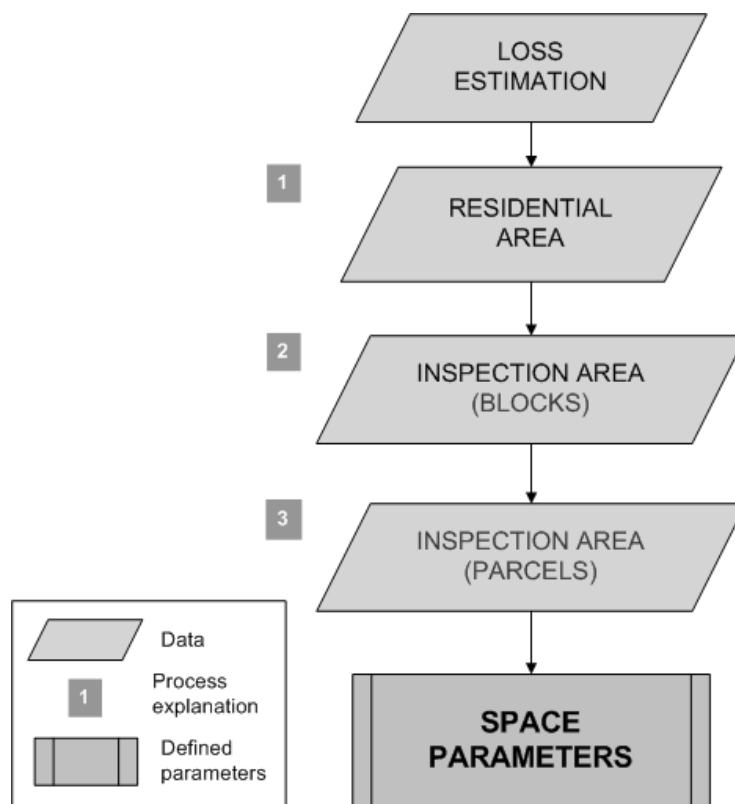 LOSS
ESTIMATION
1
RESIDENTIAL
AREA
2
INSPECTION AREA
(BLOCKS)
3
INSPECTION AREA
(PARCELS)
SPACE
PARAMETERS
Data
1
Process
explanation
Defined
parameters